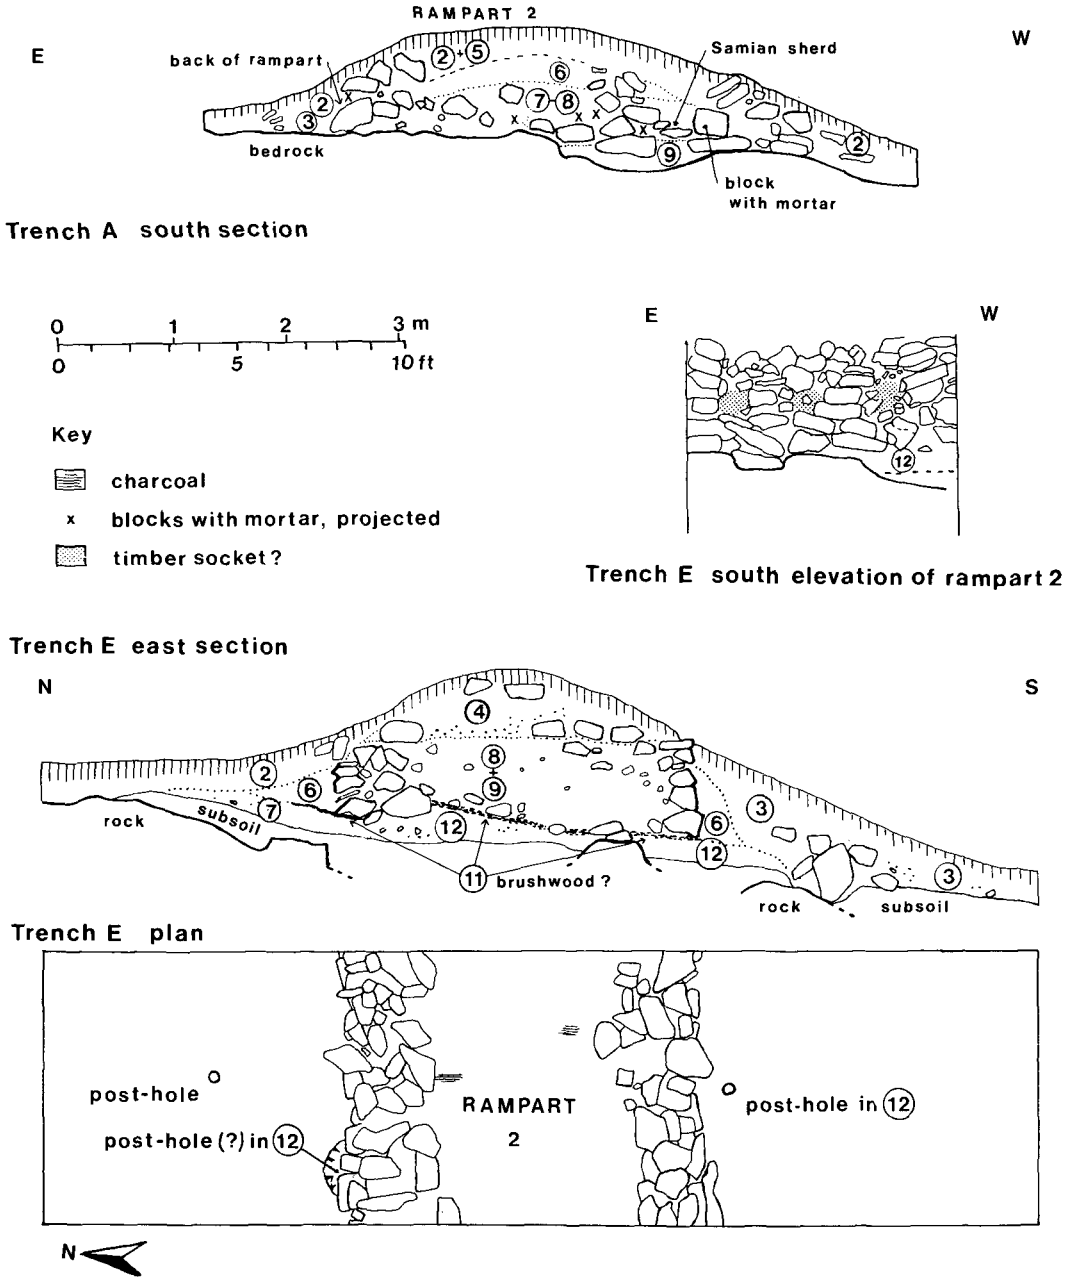 RAMPART 2
E
W
2 + 5
Samian sherd
back of rampart
6
2
7-8
3
2
bedrock
9
block
with mortar
Trench A south section
0 1 2 3 m
0 5 10 ft
E
W
Key
charcoal
x blocks with mortar, projected
timber socket?
12
Trench E south elevation of rampart 2
Trench E east section
N
S
4
8
+
9
2
6
7
3
rock
subsoil
12
6
12
11 brushwood?
3
rock
subsoil
Trench E plan
post-hole
RAMPART
2
post-hole in 12
post-hole (?) in 12
N